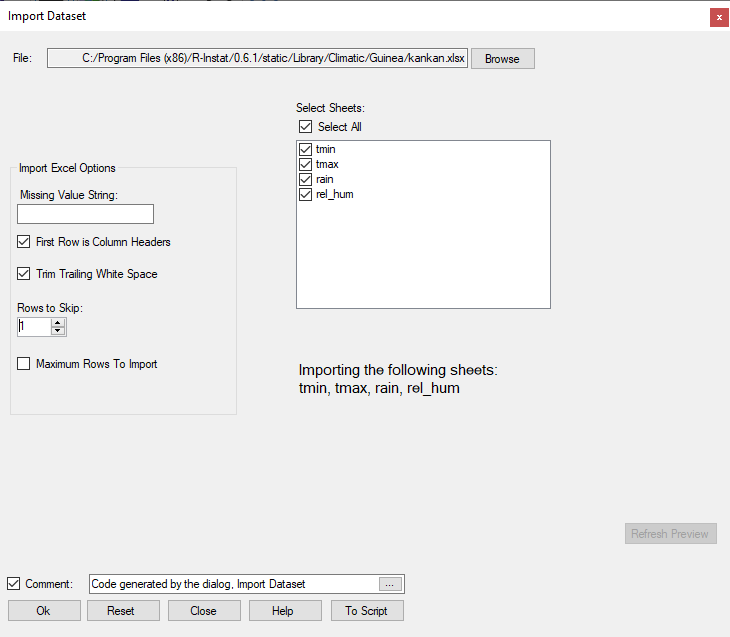 Import Dataset
x
File:
C:/Program Files (x86)/R-Instat/0.6.1/static/Library/Climatic/Guinea/kankan.xlsx
Browse
Select Sheets:
Select All
tmin
tmax
rain
rel_hum
Import Excel Options
Missing Value String:
First Row is Column Headers
Trim Trailing White Space
Rows to Skip:
1
Maximum Rows To Import
Importing the following sheets:
tmin, tmax, rain, rel_hum
Refresh Preview
Comment:
Code generated by the dialog, Import Dataset
...
Ok
Reset
Close
Help
To Script